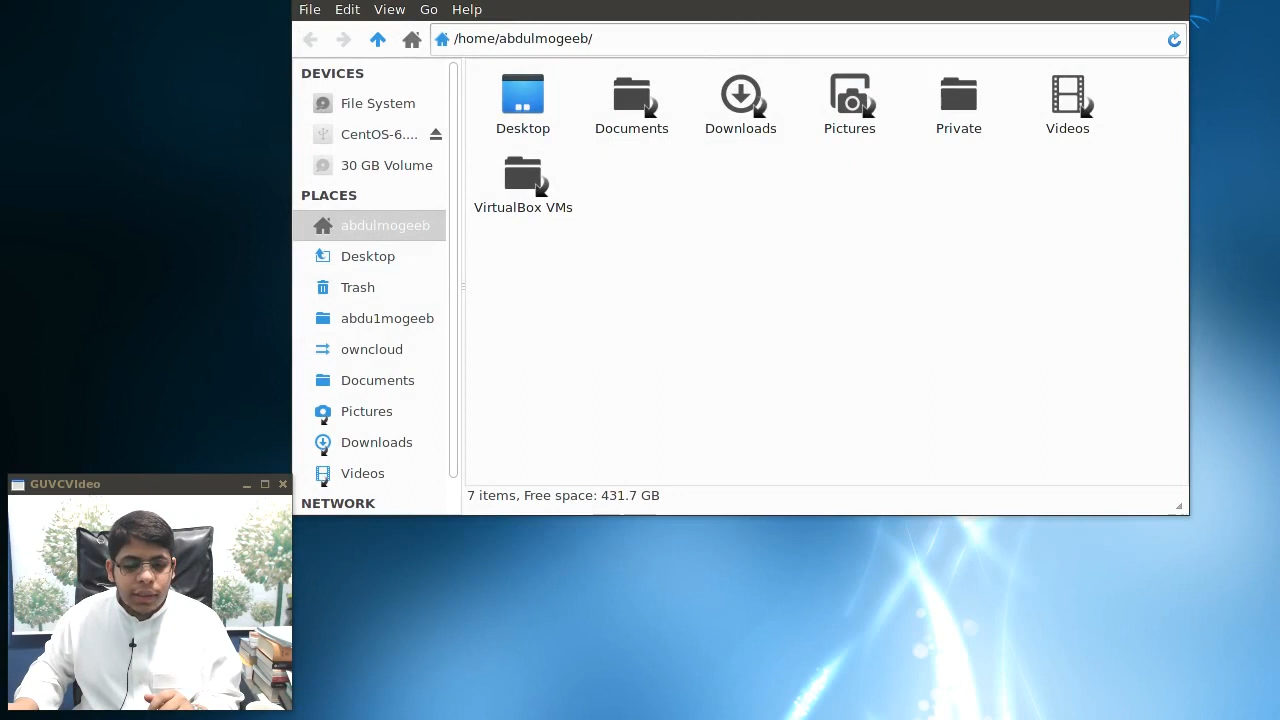 File Edit View Go Help
/home/abdulmogeeb/
DEVICES
File System
CentOS-6....
30 GB Volume
PLACES
abdulmogeeb
Desktop
Trash
abdu1mogeeb
owncloud
Documents
Pictures
Downloads
Videos
NETWORK
Desktop Documents Downloads Pictures Private Videos
VirtualBox VMs
7 items, Free space: 431.7 GB
GUVCVIdeo